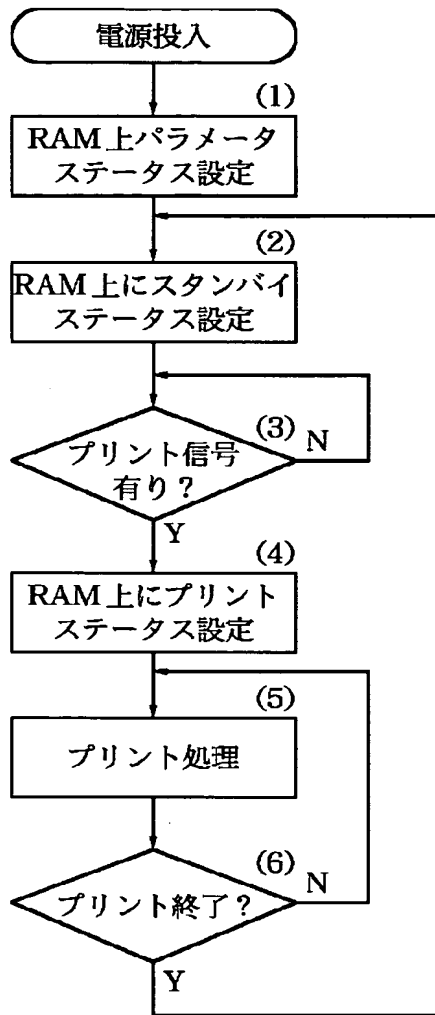 電源投入
(1)
RAM上パラメータ
ステータス設定
(2)
RAM上にスタンバイ
ステータス設定
(3)
プリント信号
有り?
N
Y
(4)
RAM上にプリント
ステータス設定
(5)
プリント処理
(6)
プリント終了?
N
Y